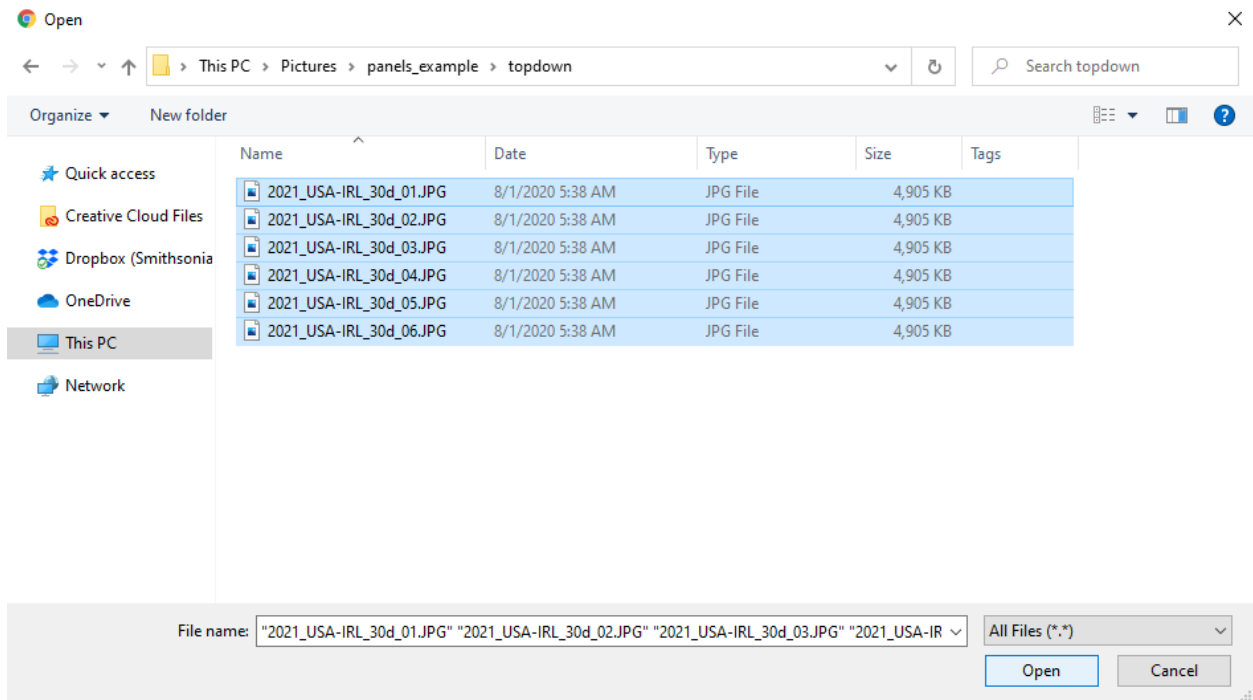 Open
This PC > Pictures > panels_example > topdown
Search topdown
Organize
New folder
?
Name Date Type Size Tags
Quick access
Creative Cloud Files
Dropbox (Smithsonia
OneDrive
This PC
Network
2021_USA-IRL_30d_01.JPG 8/1/2020 5:38 AM JPG File 4,905 KB
2021_USA-IRL_30d_02.JPG 8/1/2020 5:38 AM JPG File 4,905 KB
2021_USA-IRL_30d_03.JPG 8/1/2020 5:38 AM JPG File 4,905 KB
2021_USA-IRL_30d_04.JPG 8/1/2020 5:38 AM JPG File 4,905 KB
2021_USA-IRL_30d_05.JPG 8/1/2020 5:38 AM JPG File 4,905 KB
2021_USA-IRL_30d_06.JPG 8/1/2020 5:38 AM JPG File 4,905 KB
File name: "2021_USA-IRL_30d_01.JPG" "2021_USA-IRL_30d_02.JPG" "2021_USA-IRL_30d_03.JPG" "2021_USA-IR
All Files (*.*)
Open
Cancel